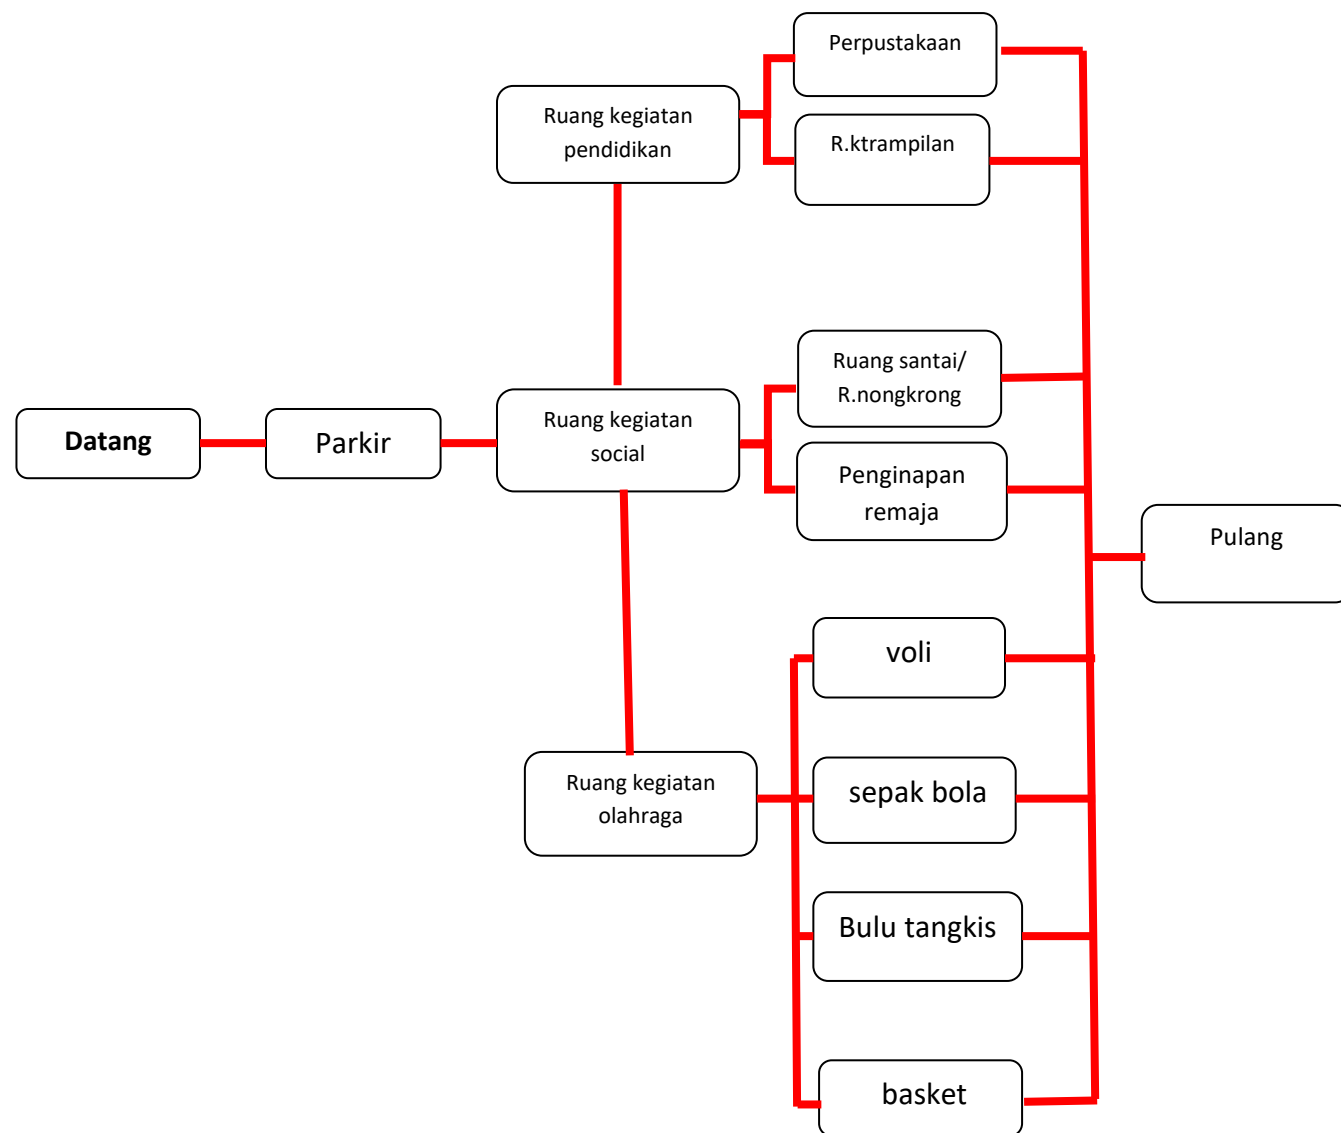 Perpustakaan
Ruang kegiatan
pendidikan
R.ktrampilan
Ruang santai/
R.nongkrong
Datang
Parkir
Ruang kegiatan
social
Penginapan
remaja
Pulang
voli
Ruang kegiatan
olahraga
sepak bola
Bulu tangkis
basket